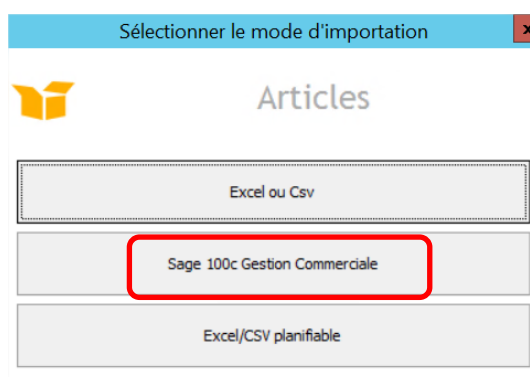 Sélectionner le mode d'importation
x
Articles
Excel ou Csv
Sage 100c Gestion Commerciale
Excel/CSV planifiable